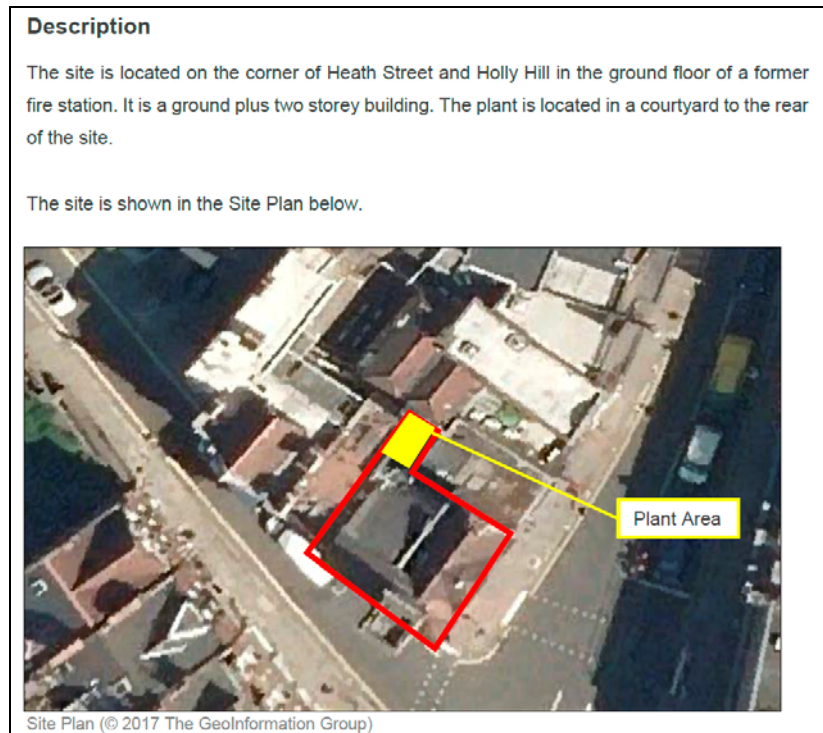 Description
The site is located on the corner of Heath Street and Holly Hill in the ground floor of a former
fire station. It is a ground plus two storey building. The plant is located in a courtyard to the rear
of the site.
The site is shown in the Site Plan below.
Plant Area
Site Plan (© 2017 The GeoInformation Group)